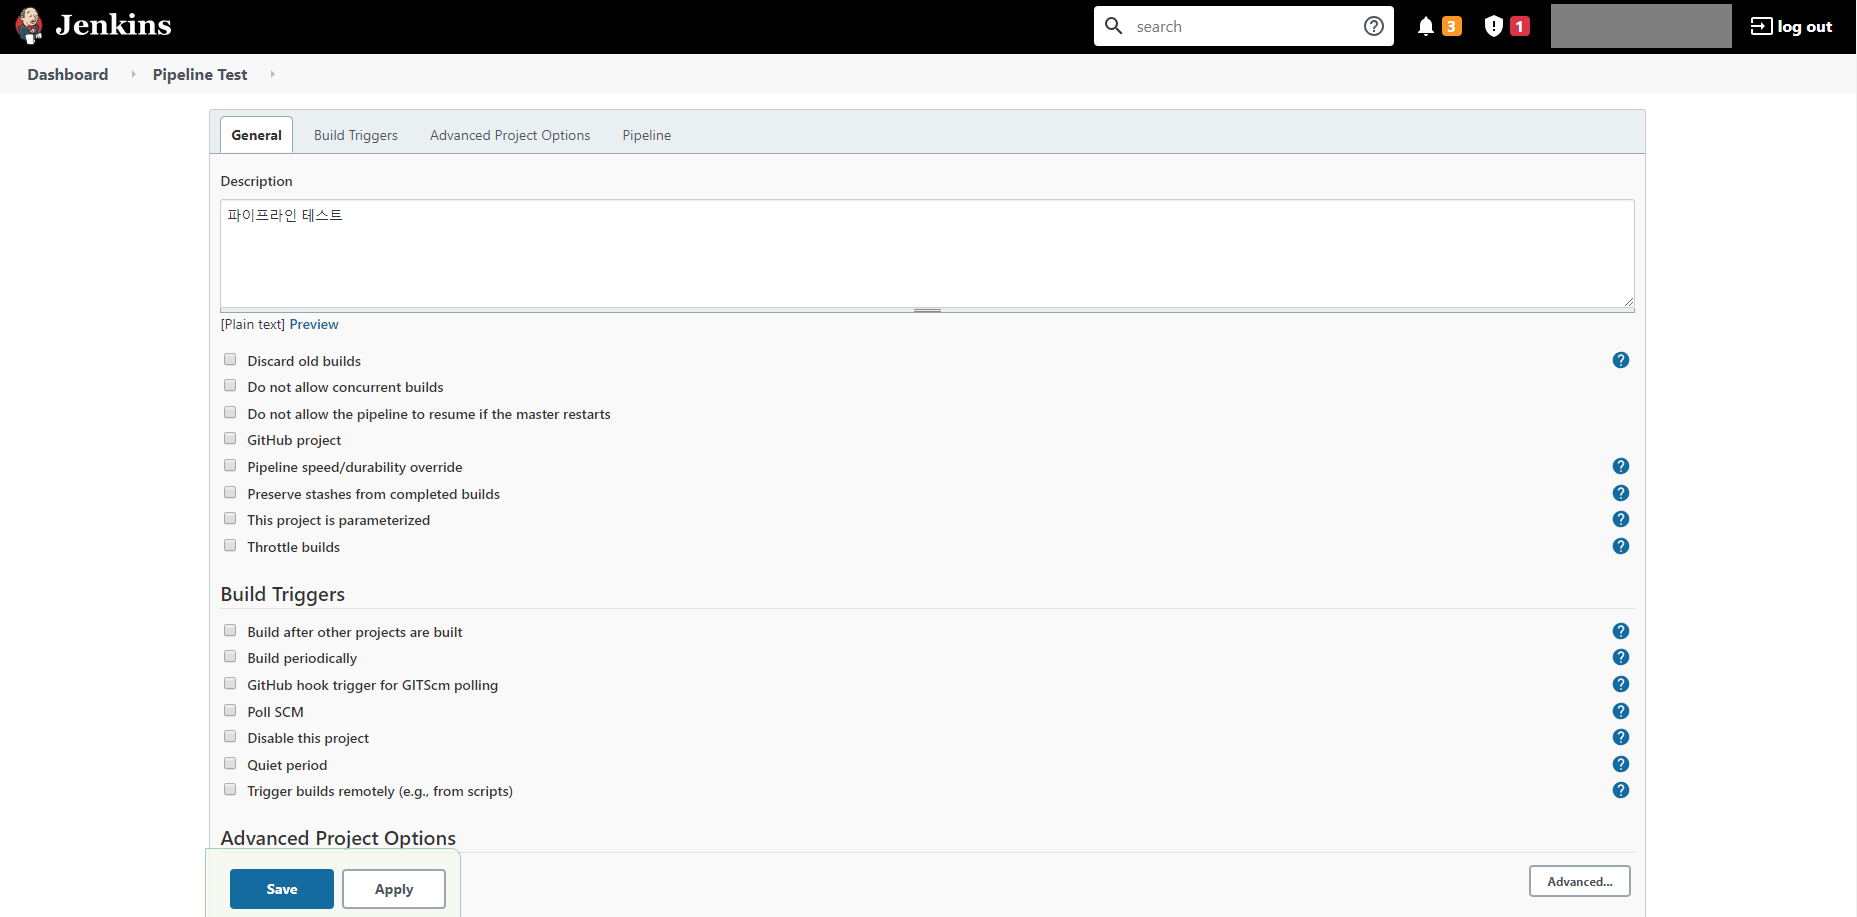 Jenkins
search
3
1
log out
Dashboard
Pipeline Test
General
Build Triggers
Advanced Project Options
Pipeline
Description
파이프라인 테스트
[Plain text] Preview
Discard old builds
Do not allow concurrent builds
Do not allow the pipeline to resume if the master restarts
GitHub project
Pipeline speed/durability override
Preserve stashes from completed builds
This project is parameterized
Throttle builds
Build Triggers
Build after other projects are built
Build periodically
GitHub hook trigger for GITScm polling
Poll SCM
Disable this project
Quiet period
Trigger builds remotely (e.g., from scripts)
Advanced Project Options
Save
Apply
Advanced...